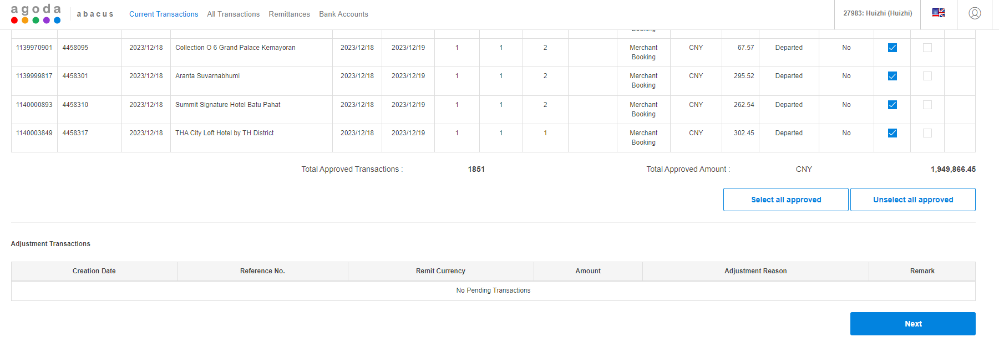 agoda abacus Current Transactions All Transactions Remittances Bank Accounts 27983: Huizhi (Huizhi)
Booking
1139970901 4458095 2023/12/18 Collection O 6 Grand Palace Kemayoran 2023/12/18 2023/12/19 1 1 2 Merchant Booking CNY 67.57 Departed No
1139999817 4458301 2023/12/18 Aranta Suvarnabhumi 2023/12/18 2023/12/19 1 1 2 Merchant Booking CNY 295.52 Departed No
1140000893 4458310 2023/12/18 Summit Signature Hotel Batu Pahat 2023/12/18 2023/12/19 1 1 2 Merchant Booking CNY 262.54 Departed No
1140003849 4458317 2023/12/18 THA City Loft Hotel by TH District 2023/12/18 2023/12/19 1 1 1 Merchant Booking CNY 302.45 Departed No
Total Approved Transactions : 1851 Total Approved Amount : CNY 1,949,866.45
Select all approved Unselect all approved
Adjustment Transactions
Creation Date Reference No. Remit Currency Amount Adjustment Reason Remark
No Pending Transactions
Next